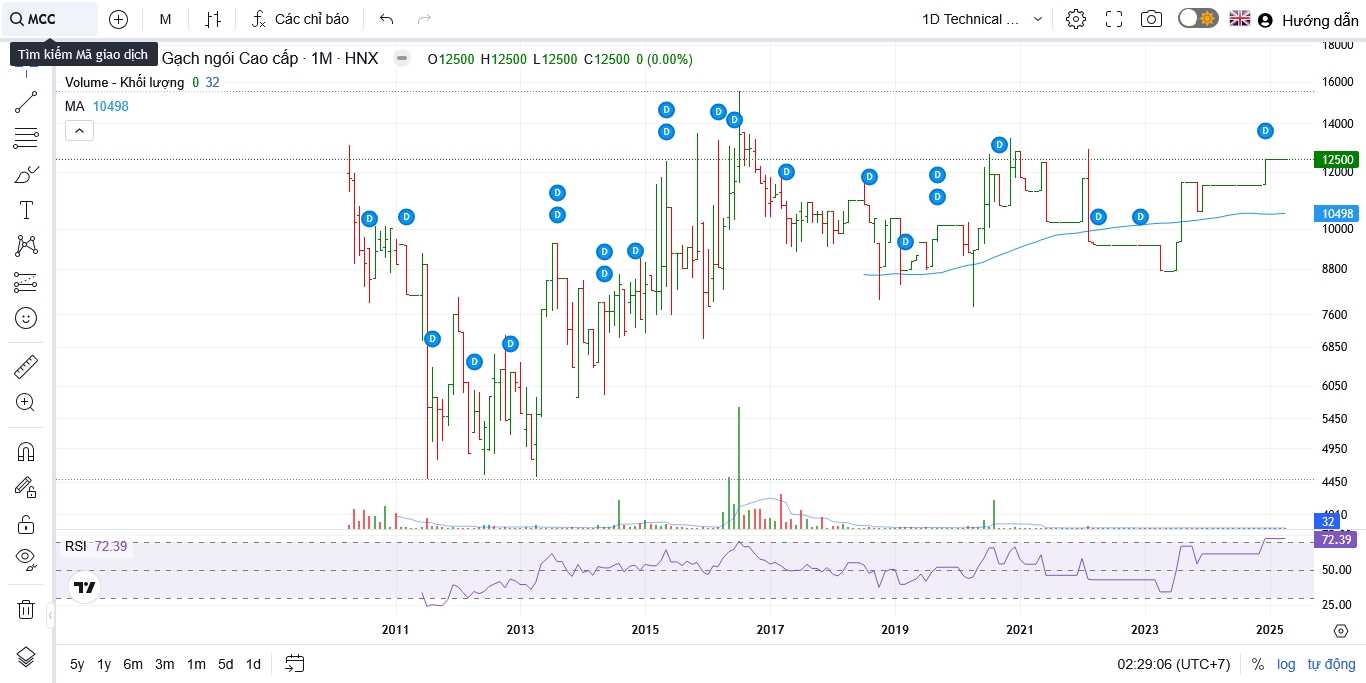 MCC M Các chỉ báo 1D Technical ... Hướng dẫn
Tìm kiếm Mã giao dịch
Gạch ngói Cao cấp · 1M · HNX O12500 H12500 L12500 C12500 0 (0.00%)
Volume - Khối lượng 0 32
MA 10498
18000
16000
14000
12500
12000
10498
10000
8800
7600
6850
6050
5450
4950
4450
4010
32
D D D D D D D D D D D D D D D D D D D D D D D D D
RSI 72.39
72.39
50.00
25.00
2011 2013 2015 2017 2019 2021 2023 2025
5y 1y 6m 3m 1m 5d 1d 02:29:06 (UTC+7) % log tự động